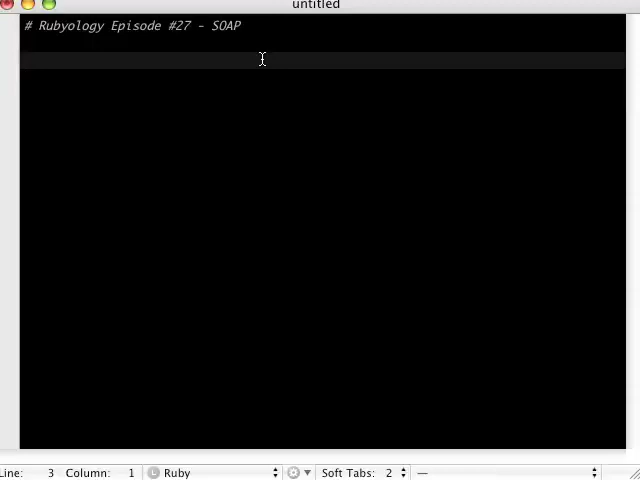 untitled
# Rubyology Episode #27 - SOAP
Line: 3 Column: 1 L Ruby Soft Tabs: 2 —